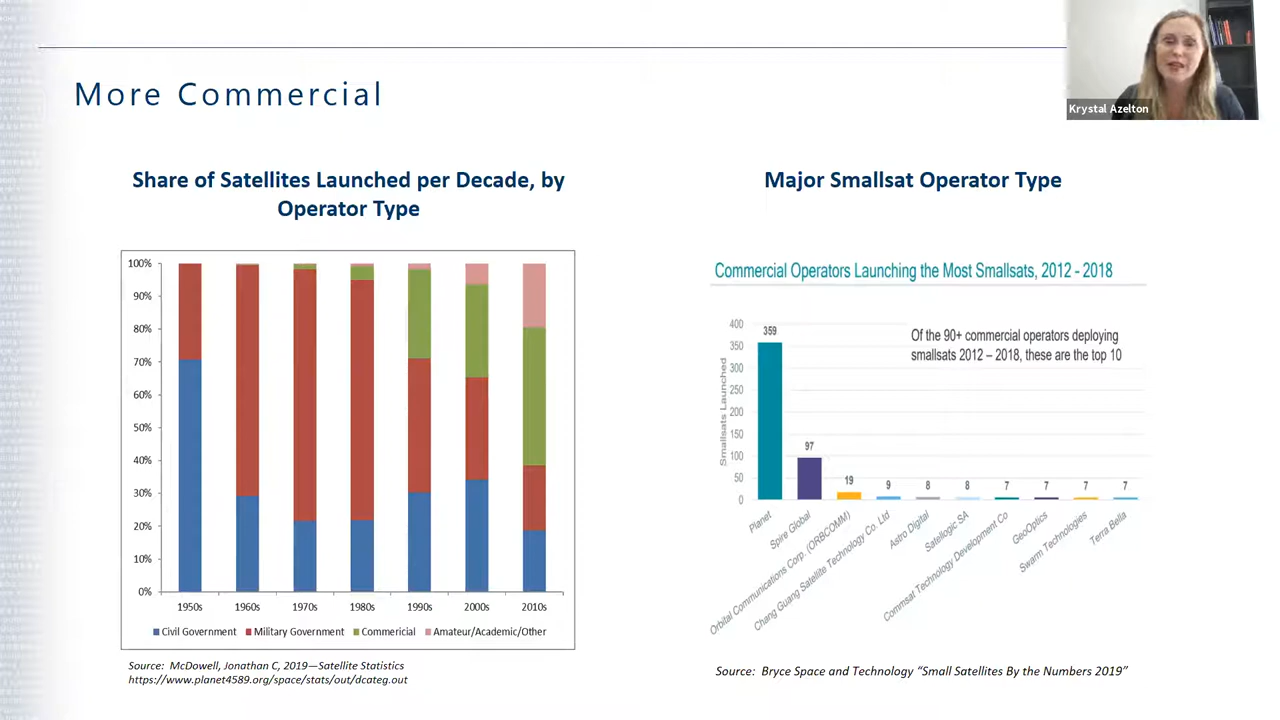 More Commercial
Krystal Azelton
Share of Satellites Launched per Decade, by
Operator Type
100%
90%
80%
70%
60%
50%
40%
30%
20%
10%
0%
1950s 1960s 1970s 1980s 1990s 2000s 2010s
Civil Government Military Government Commericial Amateur/Academic/Other
Source: McDowell, Jonathan C, 2019—Satellite Statistics
https://www.planet4589.org/space/stats/out/dcateg.out
Major Smallsat Operator Type
Commercial Operators Launching the Most Smallsats, 2012 - 2018
Of the 90+ commercial operators deploying
smallsats 2012 – 2018, these are the top 10
Smallsats Launched
400
350
300
250
200
150
100
50
0
359 97 19 9 8 8 7 7 7 7
Planet
Spire Global
Orbital Communications Corp. (ORBCOMM)
Chang Guang Satellite Technology Co. Ltd
Astro Digital
Satellogic SA
Commsat Technology Development Co
GeoOptics
Swarm Technologies
Terra Bella
Source: Bryce Space and Technology “Small Satellites By the Numbers 2019”